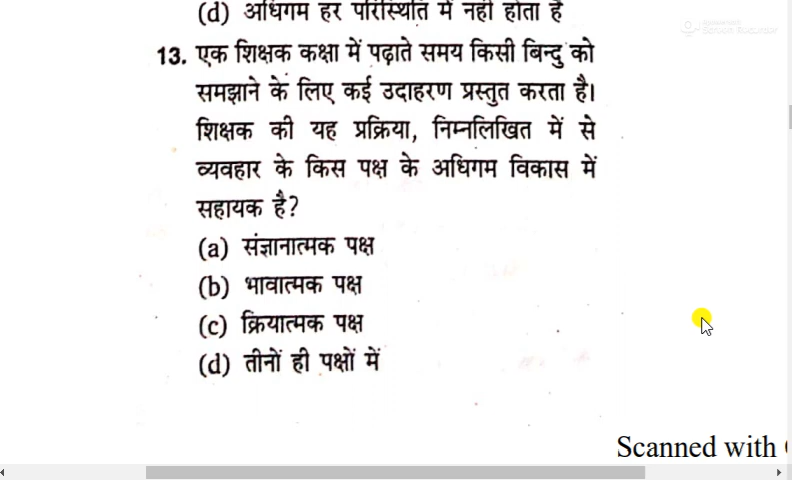 (d) अधिगम हर परिस्थिति में नहीं होता है
13. एक शिक्षक कक्षा में पढ़ाते समय किसी बिन्दु को
समझाने के लिए कई उदाहरण प्रस्तुत करता है।
शिक्षक की यह प्रक्रिया, निम्नलिखित में से
व्यवहार के किस पक्ष के अधिगम विकास में
सहायक है?
(a) संज्ञानात्मक पक्ष
(b) भावात्मक पक्ष
(c) क्रियात्मक पक्ष
(d) तीनों ही पक्षों में
Scanned with